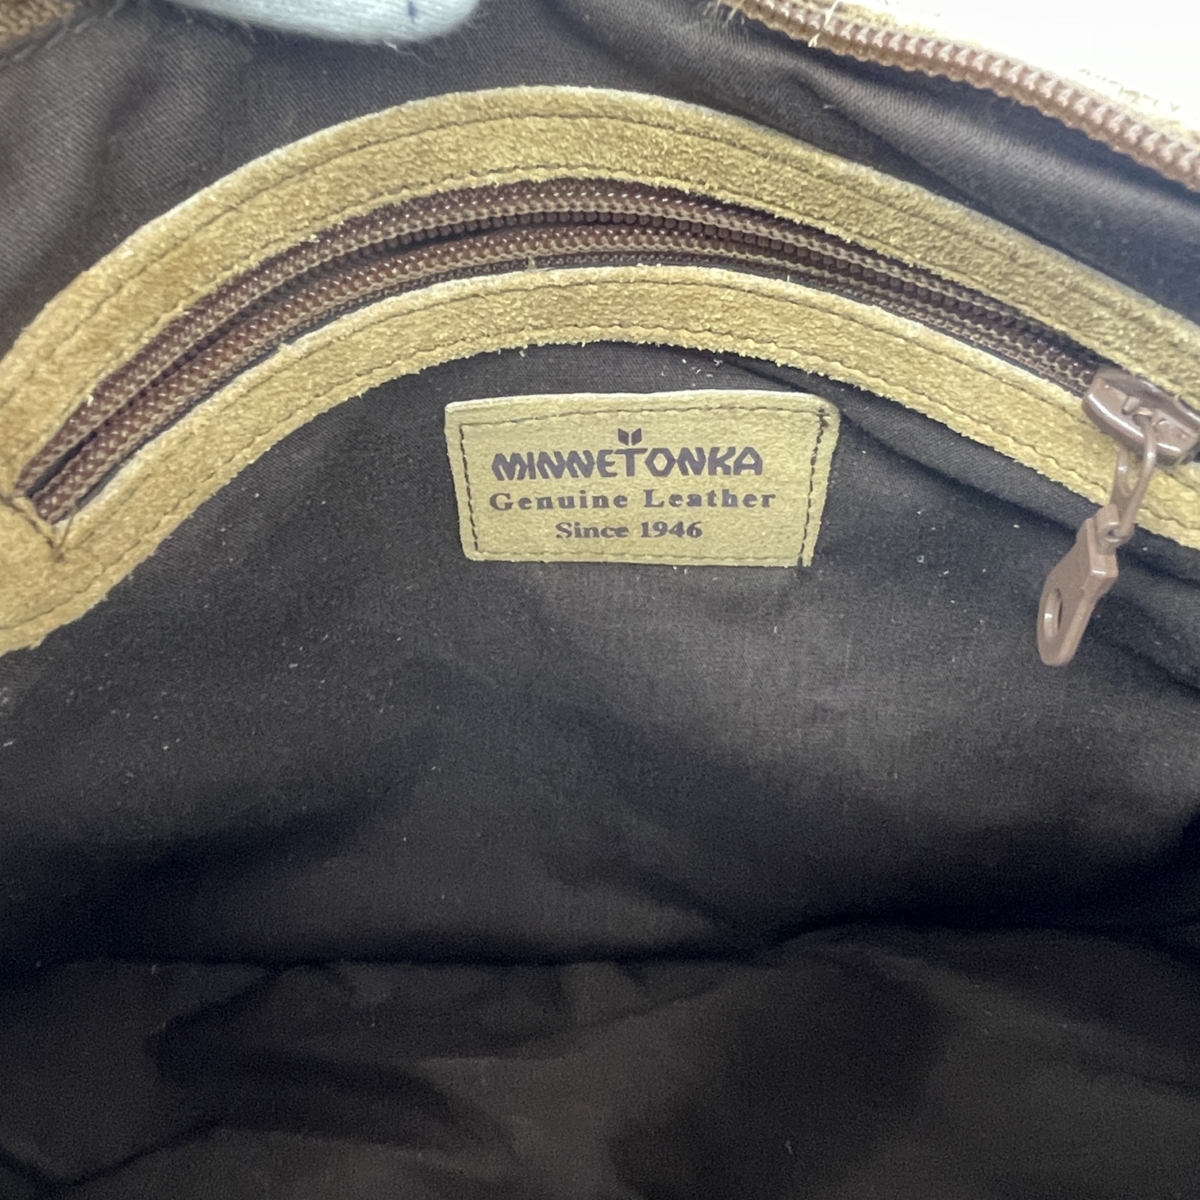 MINNETONKA
Genuine Leather
Since 1946